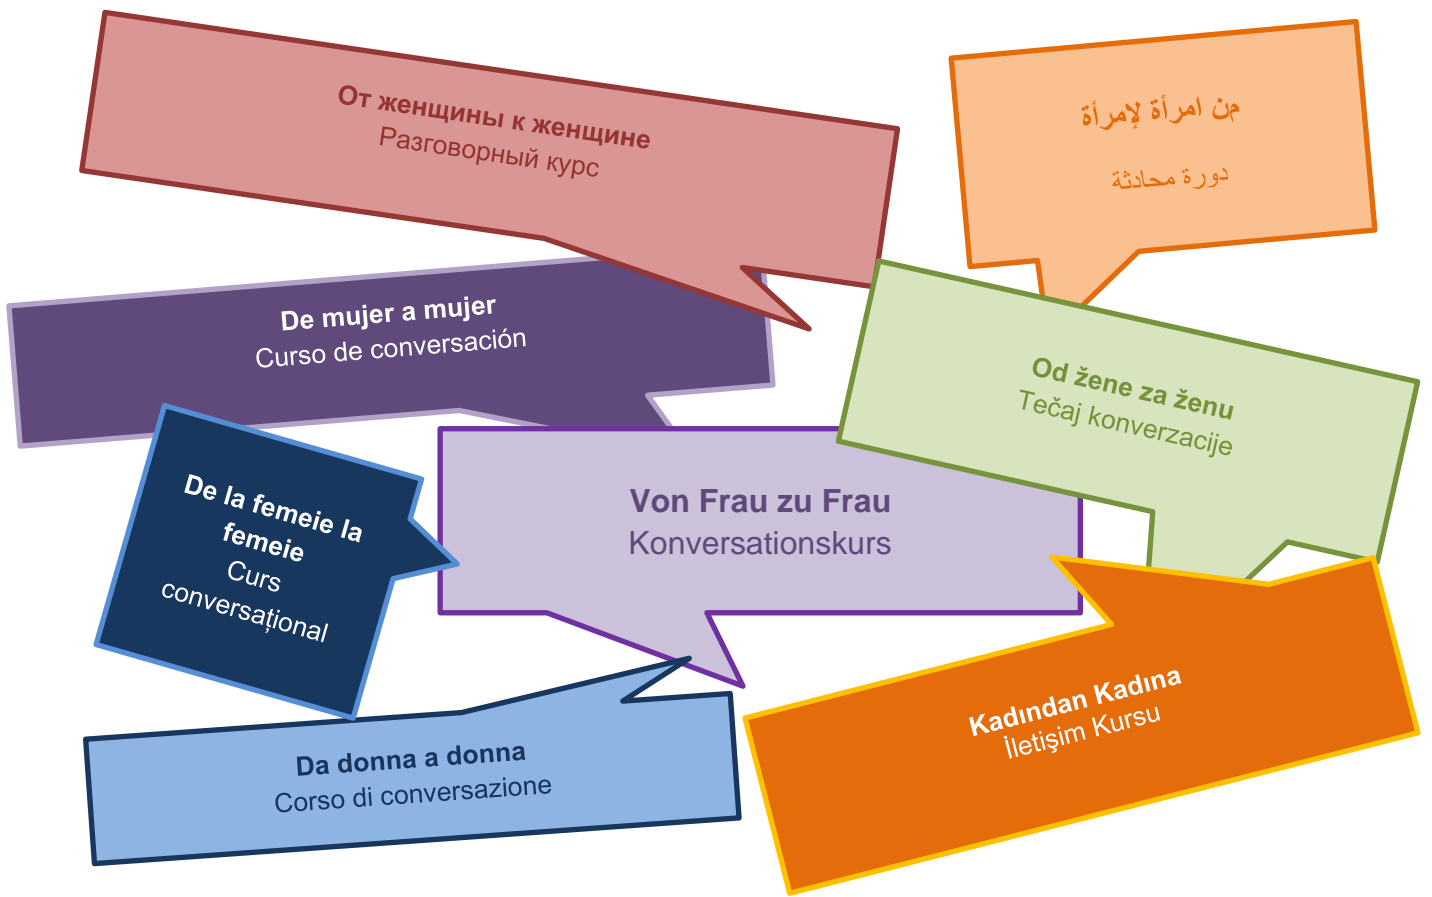 От женщины к женщине
Разговорный курс
من امرأة لإمرأة
دورة محادثة
De mujer a mujer
Curso de conversación
Od žene za ženu
Tečaj konverzacije
De la femeie la
femeie
Curs
conversațional
Von Frau zu Frau
Konversationskurs
Kadından Kadına
İletişim Kursu
Da donna a donna
Corso di conversazione